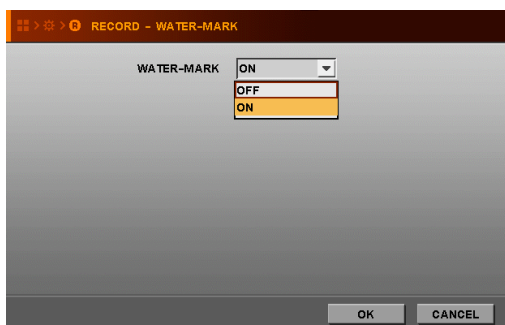 R RECORD - WATER-MARK
WATER-MARK ON
OFF
ON
OK CANCEL